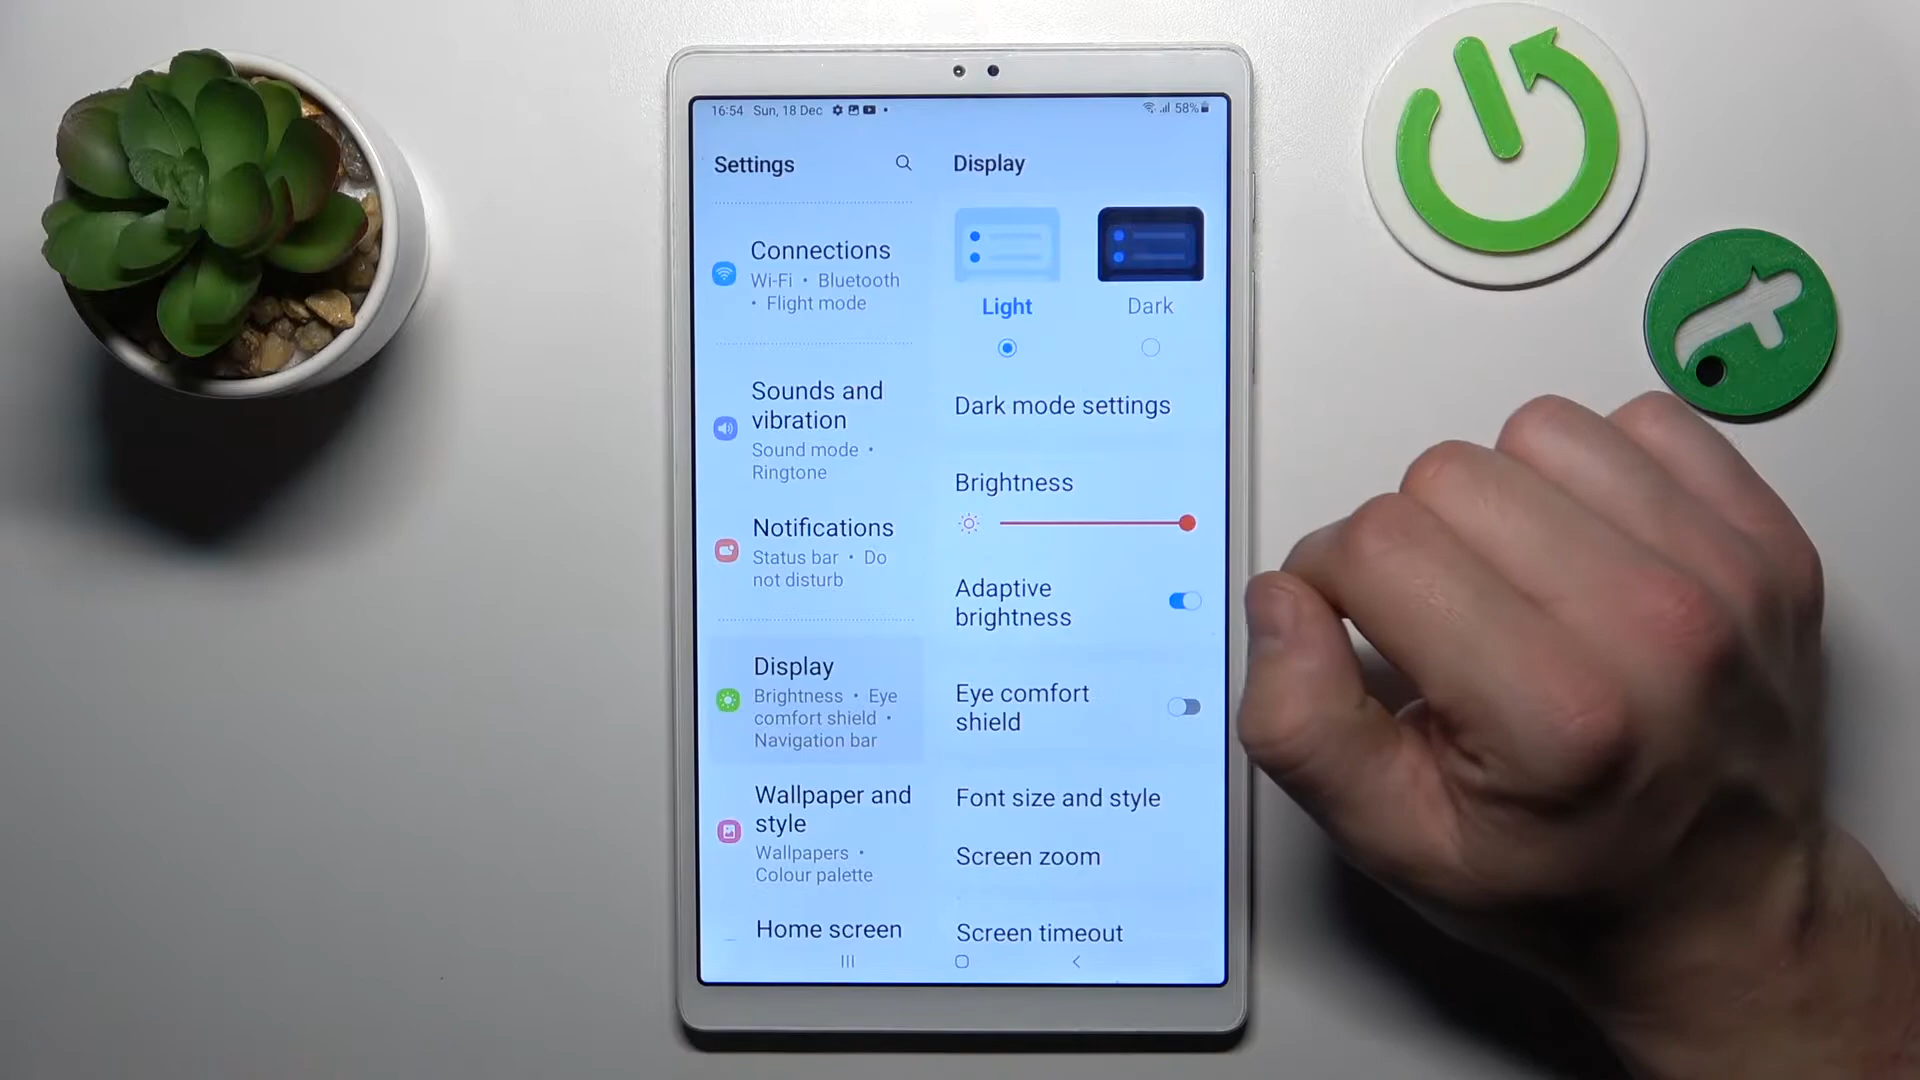 16:54 Sun, 18 Dec
58%
Settings
Connections
Wi-Fi • Bluetooth
• Flight mode
Sounds and
vibration
Sound mode •
Ringtone
Notifications
Status bar • Do
not disturb
Display
Brightness • Eye
comfort shield •
Navigation bar
Wallpaper and
style
Wallpapers •
Colour palette
Home screen
Display
Light
Dark
Dark mode settings
Brightness
Adaptive
brightness
Eye comfort
shield
Font size and style
Screen zoom
Screen timeout